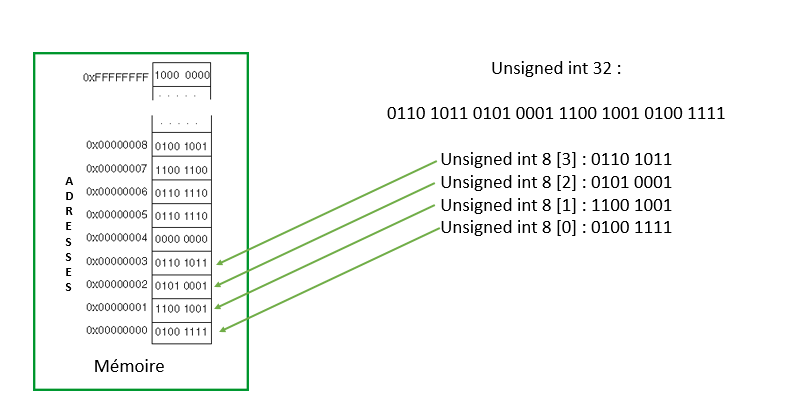 Unsigned int 32 :
0110 1011 0101 0001 1100 1001 0100 1111
Unsigned int 8 [3] : 0110 1011
Unsigned int 8 [2] : 0101 0001
Unsigned int 8 [1] : 1100 1001
Unsigned int 8 [0] : 0100 1111
ADRESSES
0xFFFFFFFF 1000 0000
. . . . .
. . . . .
0x00000008 0100 1001
0x00000007 1100 1100
0x00000006 0110 1110
0x00000005 0110 1110
0x00000004 0000 0000
0x00000003 0110 1011
0x00000002 0101 0001
0x00000001 1100 1001
0x00000000 0100 1111
Mémoire